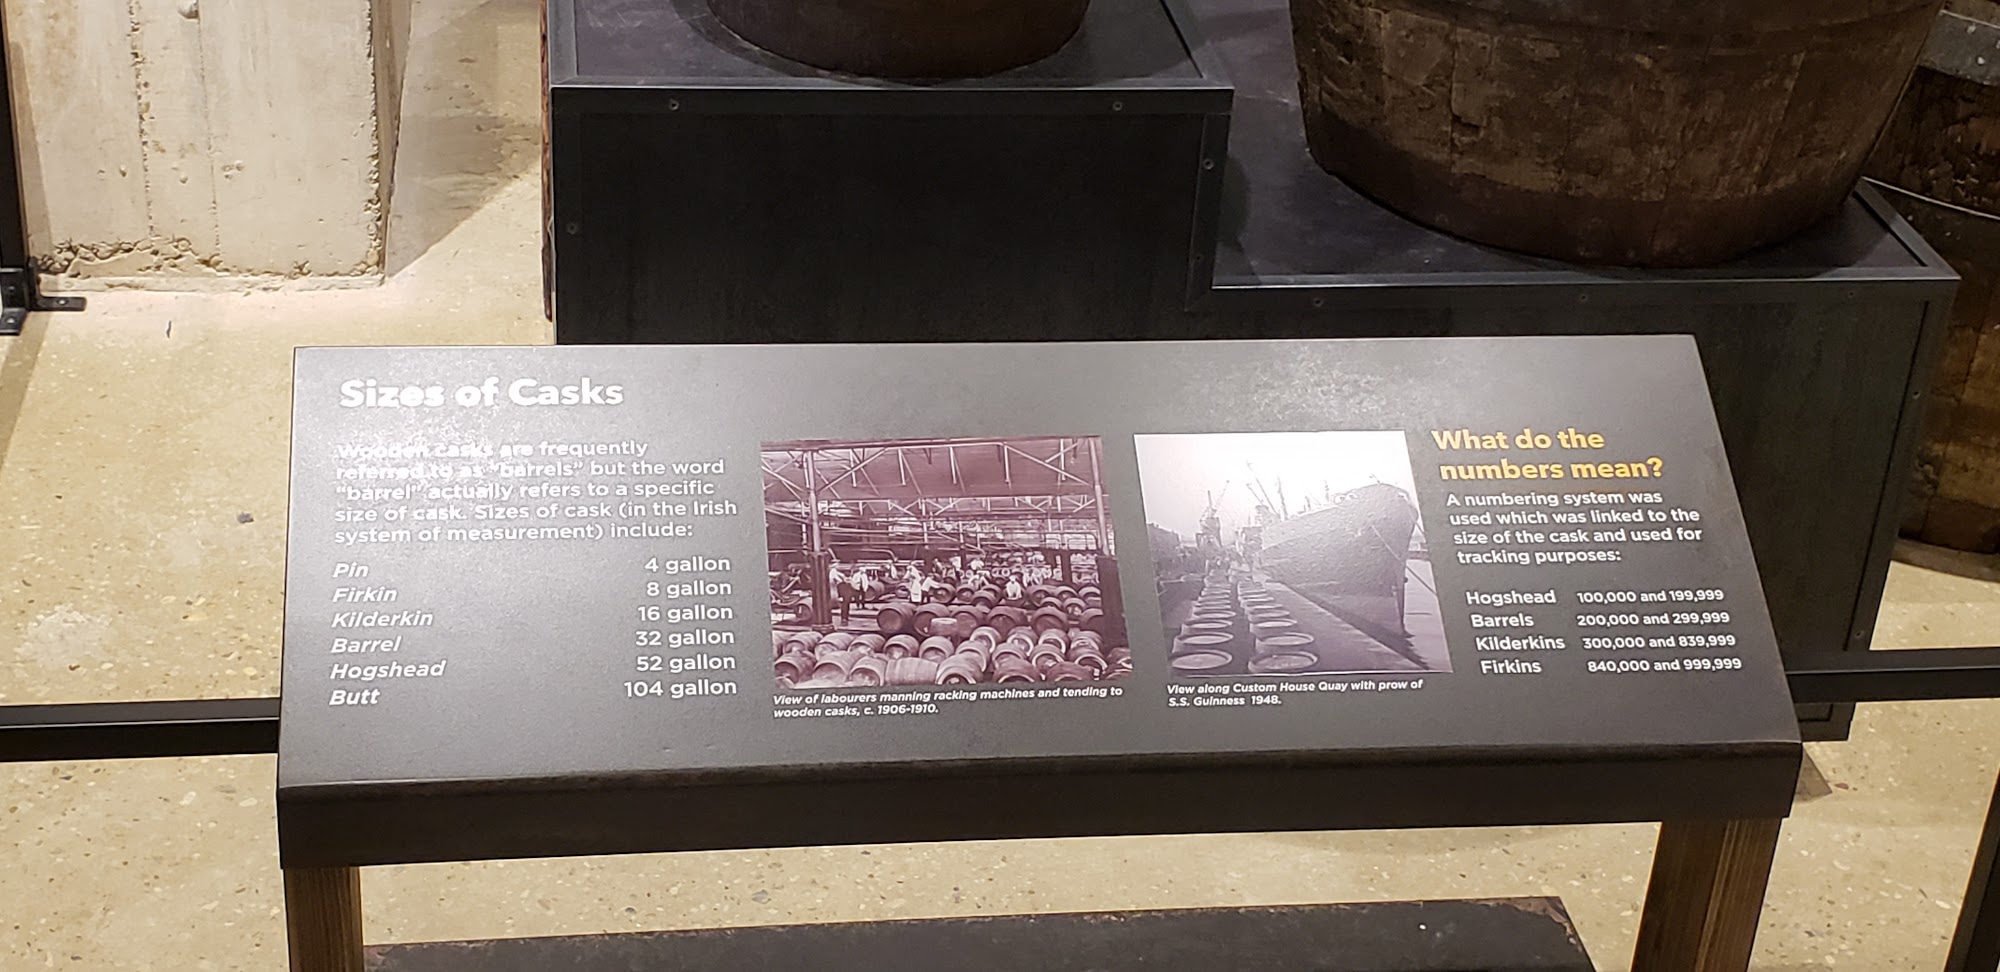 Sizes of Casks
Wooden casks are frequently
referred to as "barrels" but the word
"barrel" actually refers to a specific
size of cask. Sizes of cask (in the Irish
system of measurement) include:
Pin 4 gallon
Firkin 8 gallon
Kilderkin 16 gallon
Barrel 32 gallon
Hogshead 52 gallon
Butt 104 gallon
View of labourers manning racking machines and tending to
wooden casks, c. 1906-1910.
View along Custom House Quay with prow of
S.S. Guinness 1948.
What do the
numbers mean?
A numbering system was
used which was linked to the
size of the cask and used for
tracking purposes:
Hogshead 100,000 and 199,999
Barrels 200,000 and 299,999
Kilderkins 300,000 and 839,999
Firkins 840,000 and 999,999